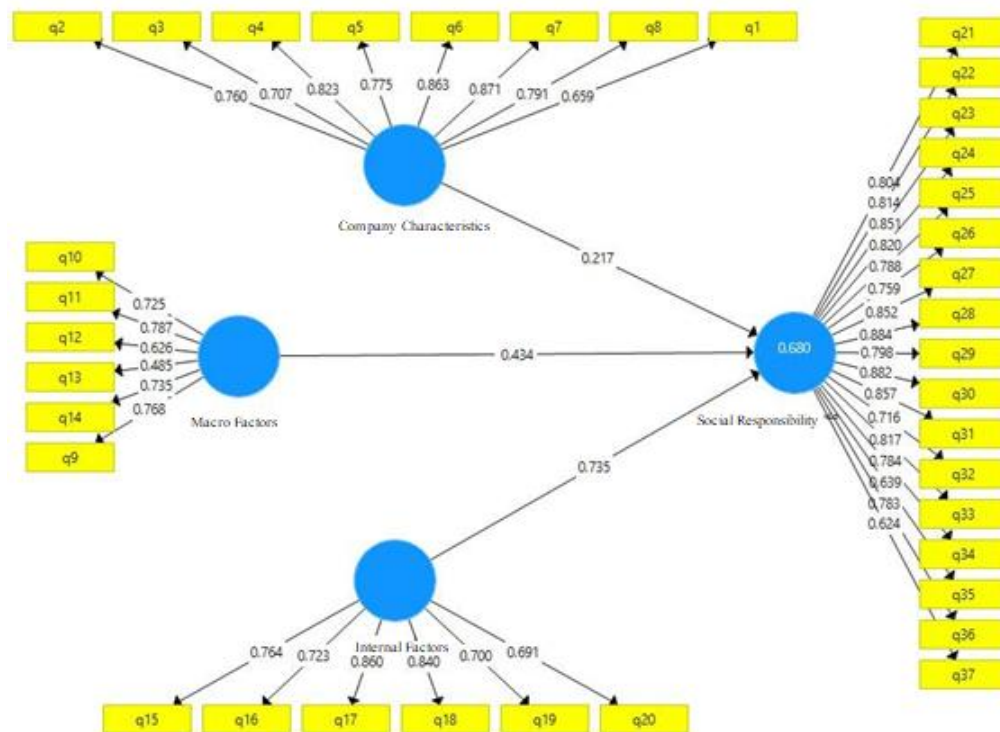 q2 q3 q4 q5 q6 q7 q8 q1
0.760 0.707 0.823 0.775 0.863 0.871 0.791 0.659
Company Characteristics
0.217
q10
q11
q12
q13
q14
q9
0.725
0.787
0.626
0.485
0.735
0.768
Macro Factors
0.434
0.680
Social Responsibility
0.735
Internal Factors
0.764 0.723 0.860 0.840 0.700 0.691
q15 q16 q17 q18 q19 q20
0.804
0.814
0.851
0.820
0.788
0.759
0.852
0.884
0.798
0.882
0.857
0.716
0.817
0.784
0.639
0.783
0.624
q21
q22
q23
q24
q25
q26
q27
q28
q29
q30
q31
q32
q33
q34
q35
q36
q37